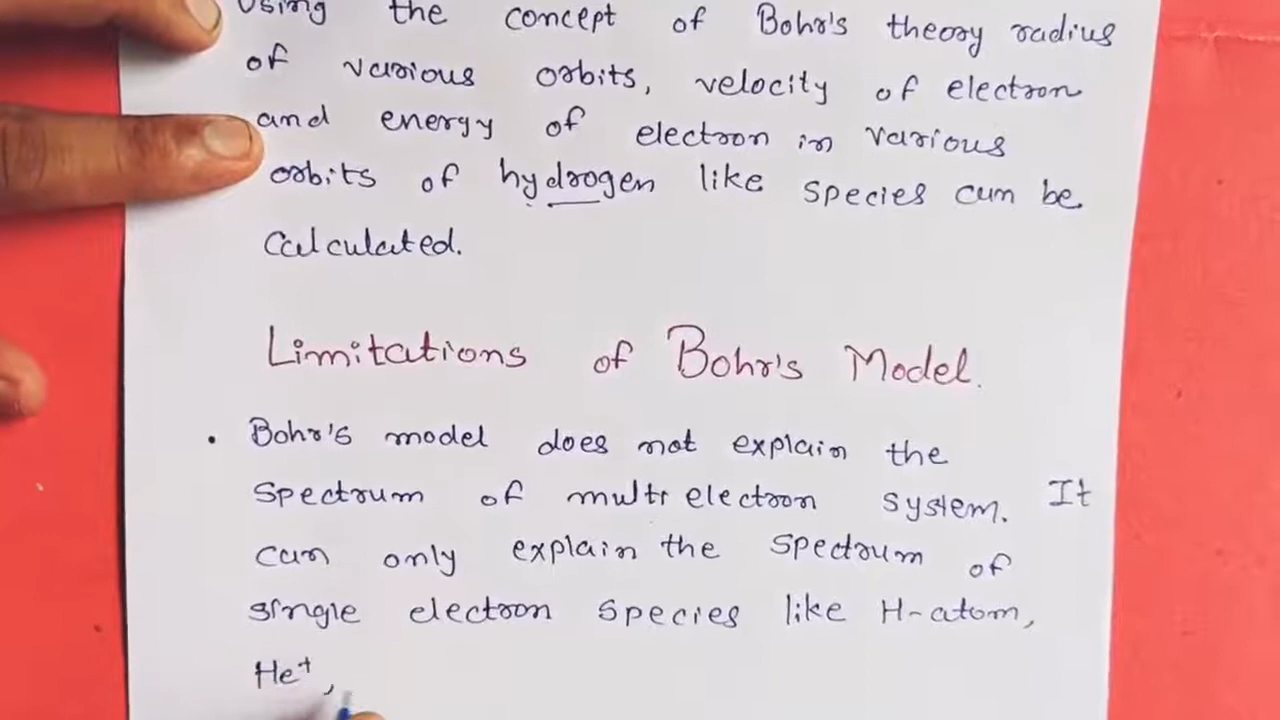 Using the concept of Bohr's theory radius
of various orbits, velocity of electron
and energy of electron in various
orbits of hydrogen like species can be
calculated.
Limitations of Bohr's Model.
• Bohr's model does not explain the
spectrum of multi electron system. It
can only explain the spectrum of
single electron species like H-atom,
He⁺,